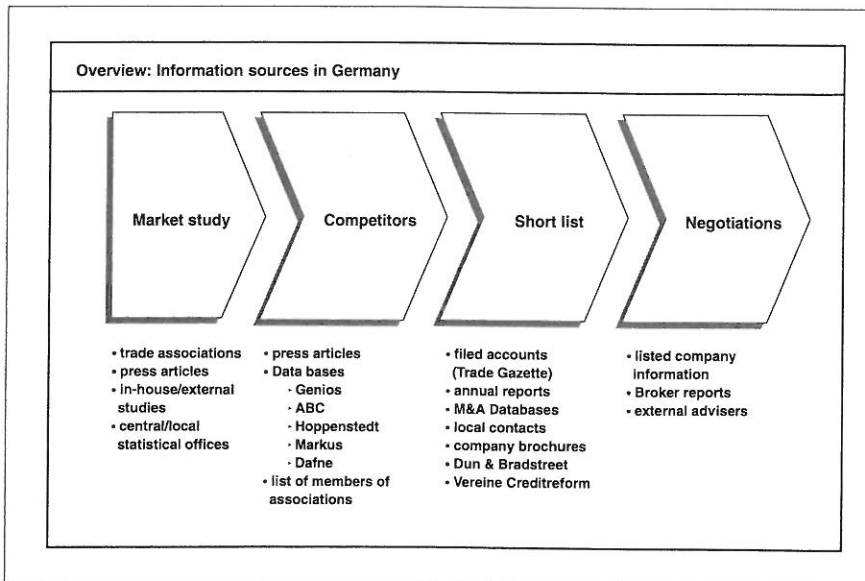 Overview: Information sources in Germany
Market study
Competitors
Short list
Negotiations
• trade associations
• press articles
• in-house/external
studies
• central/local
statistical offices
• press articles
• Data bases
▸ Genios
▸ ABC
▸ Hoppenstedt
▸ Markus
▸ Dafne
• list of members of
associations
• filed accounts
(Trade Gazette)
• annual reports
• M&A Databases
• local contacts
• company brochures
• Dun & Bradstreet
• Vereine Creditreform
• listed company
information
• Broker reports
• external advisers